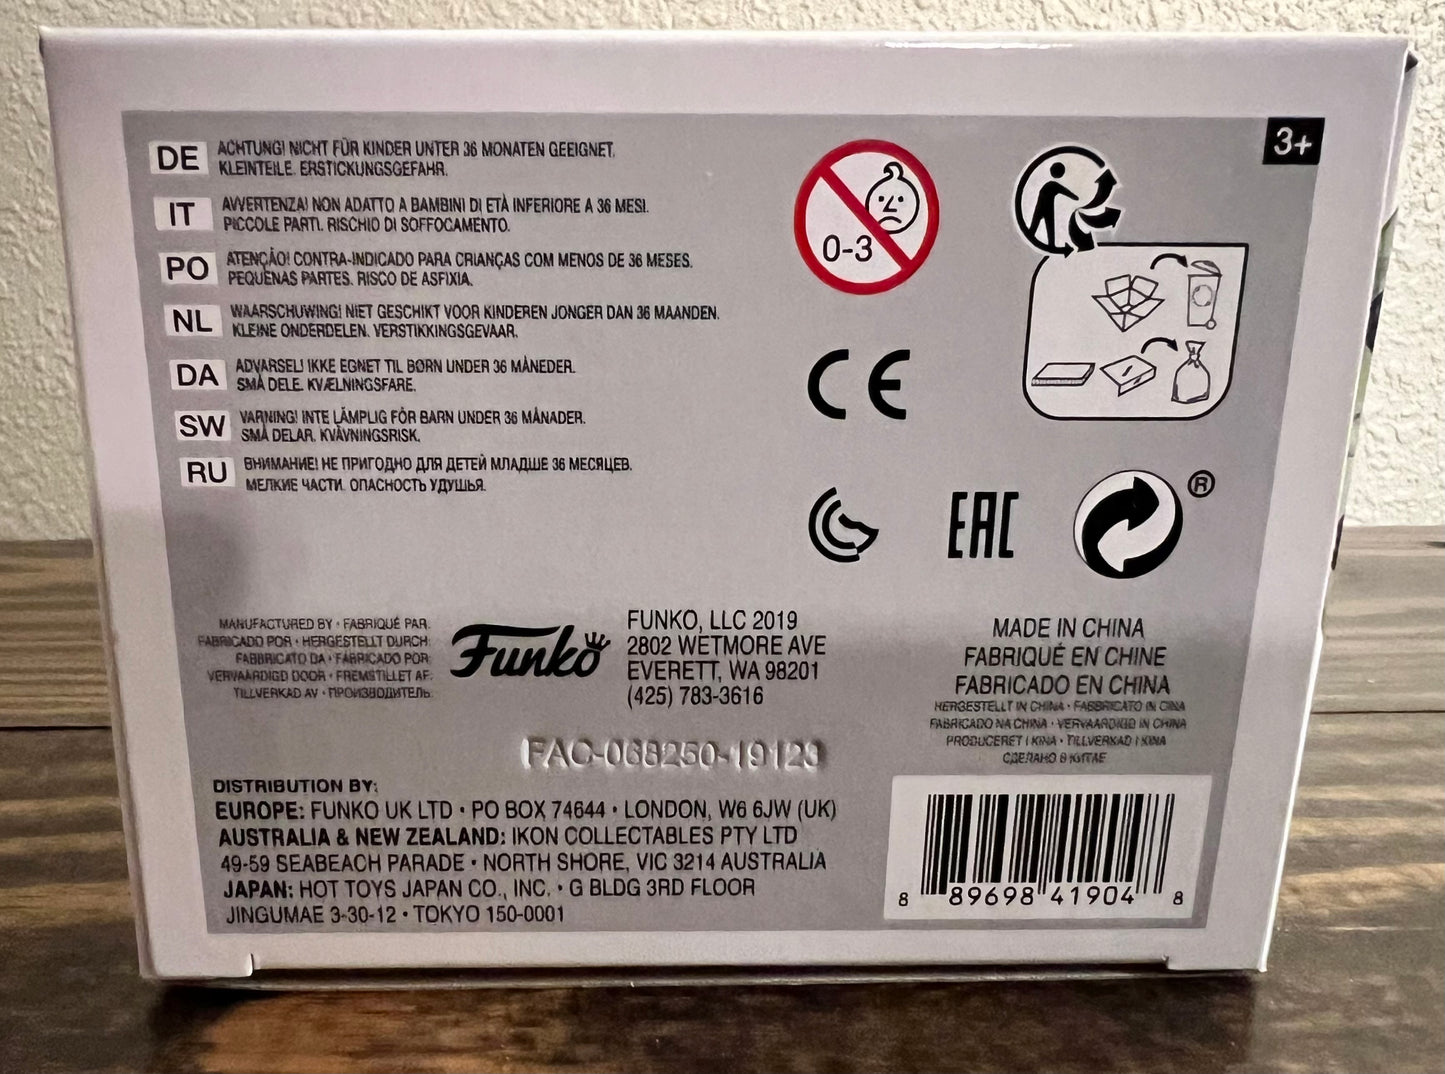 3+
DE ACHTUNG! NICHT FÜR KINDER UNTER 36 MONATEN GEEIGNET.
KLEINTEILE. ERSTICKUNGSGEFAHR.
IT AVVERTENZA! NON ADATTO A BAMBINI DI ETÀ INFERIORE A 36 MESI.
PICCOLE PARTI. RISCHIO DI SOFFOCAMENTO.
PO ATENÇÃO! CONTRA-INDICADO PARA CRIANÇAS COM MENOS DE 36 MESES.
PEQUENAS PARTES. RISCO DE ASFIXIA.
NL WAARSCHUWING! NIET GESCHIKT VOOR KINDEREN JONGER DAN 36 MAANDEN.
KLEINE ONDERDELEN. VERSTIKKINGSGEVAAR.
DA ADVARSEL! IKKE EGNET TIL BØRN UNDER 36 MÅNEDER.
SMÅ DELE. KVÆLNINGSFARE.
SW VARNING! INTE LÄMPLIG FÖR BARN UNDER 36 MÅNADER.
SMÅ DELAR. KVÄVNINGSRISK.
RU ВНИМАНИЕ! НЕ ПРИГОДНО ДЛЯ ДЕТЕЙ МЛАДШЕ 36 МЕСЯЦЕВ.
МЕЛКИЕ ЧАСТИ. ОПАСНОСТЬ УДУШЬЯ.
0-3
CE
EAC
®
MANUFACTURED BY · FABRIQUÉ PAR:
FABRICADO POR · HERGESTELLT DURCH:
FABBRICATO DA · FABRICADO POR:
VERVAARDIGD DOOR · FREMSTILLET AF:
TILLVERKAD AV · ПРОИЗВОДИТЕЛЬ:
Funko
FUNKO, LLC 2019
2802 WETMORE AVE
EVERETT, WA 98201
(425) 783-3616
MADE IN CHINA
FABRIQUÉ EN CHINE
FABRICADO EN CHINA
HERGESTELLT IN CHINA · FABBRICATO IN CINA
FABRICADO NA CHINA · VERVAARDIGD IN CHINA
PRODUCERET I KINA · TILLVERKAD I KINA
СДЕЛАНО В КИТАЕ
FAC-068250-19123
DISTRIBUTION BY:
EUROPE: FUNKO UK LTD · PO BOX 74644 · LONDON, W6 6JW (UK)
AUSTRALIA & NEW ZEALAND: IKON COLLECTABLES PTY LTD
49-59 SEABEACH PARADE · NORTH SHORE, VIC 3214 AUSTRALIA
JAPAN: HOT TOYS JAPAN CO., INC. · G BLDG 3RD FLOOR
JINGUMAE 3-30-12 · TOKYO 150-0001
8 89698 41904 8